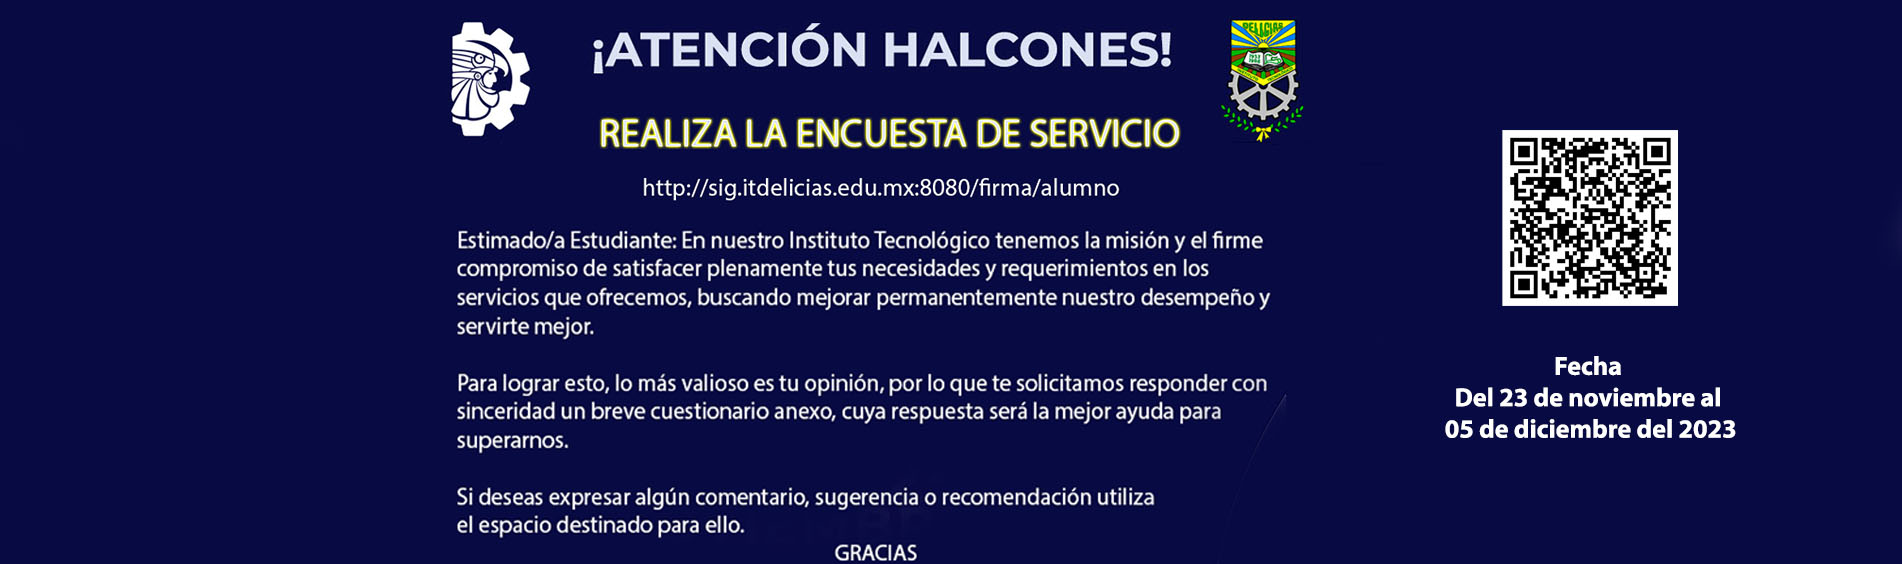 ¡ATENCIÓN HALCONES!
DELICIAS
REALIZA LA ENCUESTA DE SERVICIO
http://sig.itdelicias.edu.mx:8080/firma/alumno
Estimado/a Estudiante: En nuestro Instituto Tecnológico tenemos la misión y el firme
compromiso de satisfacer plenamente tus necesidades y requerimientos en los
servicios que ofrecemos, buscando mejorar permanentemente nuestro desempeño y
servirte mejor.
Para lograr esto, lo más valioso es tu opinión, por lo que te solicitamos responder con
sinceridad un breve cuestionario anexo, cuya respuesta será la mejor ayuda para
superarnos.
Si deseas expresar algún comentario, sugerencia o recomendación utiliza
el espacio destinado para ello.
GRACIAS
Fecha
Del 23 de noviembre al
05 de diciembre del 2023